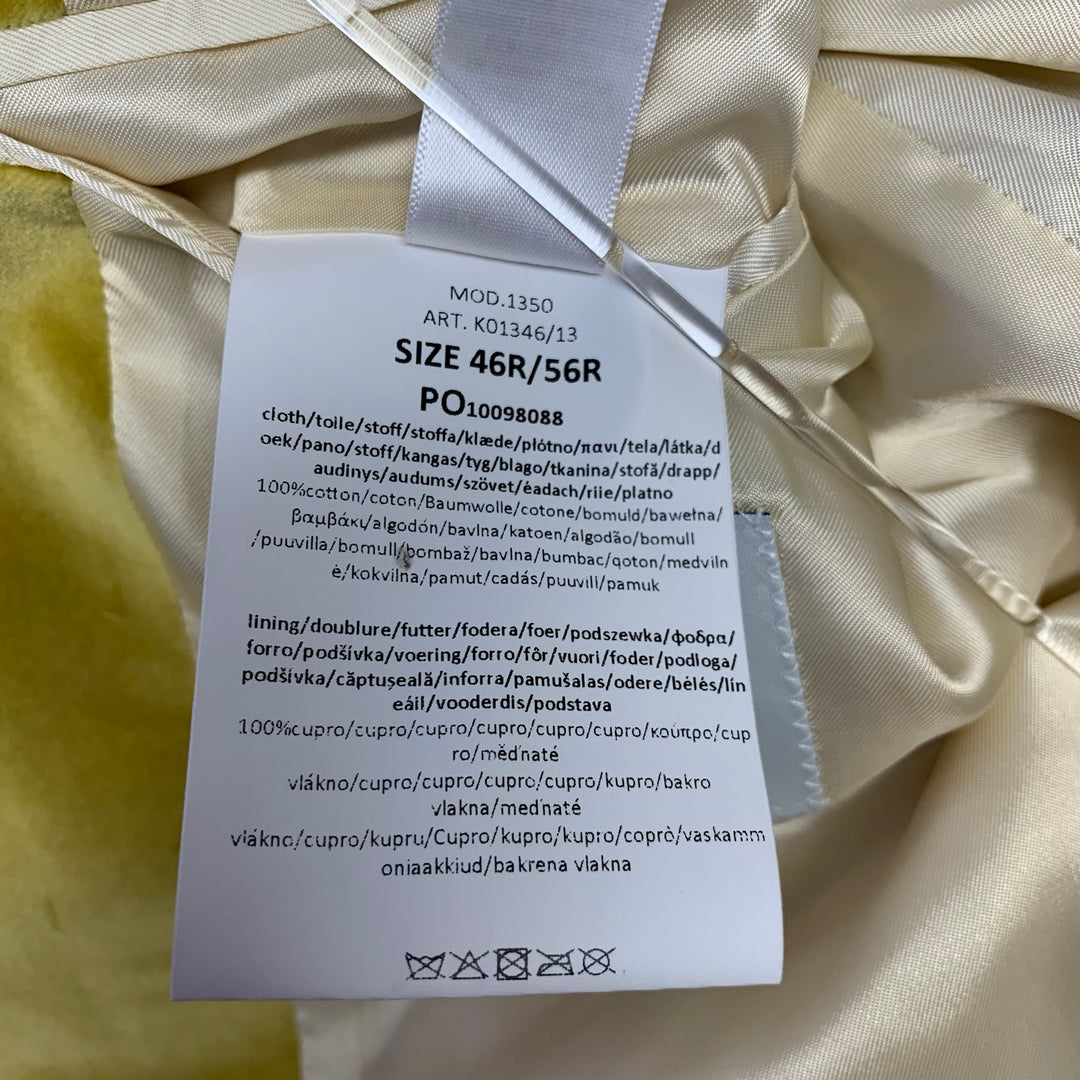 MOD.1350
ART. K01346/13
SIZE 46R/56R
PO10098088
cloth/toile/stoff/stoffa/klæde/płótno/πανι/tela/látka/d
oek/pano/stoff/kangas/tyg/blago/tkanina/stofă/drapp/
audinys/audums/szövet/éadach/riie/platno
100%cotton/coton/Baumwolle/cotone/bomuld/bawełna/
βαμβάκι/algodón/bavlna/katoen/algodão/bomull
/puuvilla/bomull/bombaž/bavlna/bumbac/qoton/medviln
ė/kokvilna/pamut/cadás/puuvili/pamuk
lining/doublure/futter/fodera/foer/podszewka/φοδρα/
forro/podšívka/voering/forro/fôr/vuori/foder/podloga/
podšívka/căptușeală/inforra/pamušalas/odere/bélés/lín
eáil/vooderdis/podstava
100%cupro/cupro/cupro/cupro/cupro/cupro/κούπρο/cup
ro/měďnaté
vlákno/cupro/cupro/cupro/cupro/kupro/bakro
vlakna/meďnaté
vlákno/cupro/kupru/Cupro/kupro/kupro/copró/vaskamm
oniaakkiud/bakrena vlakna